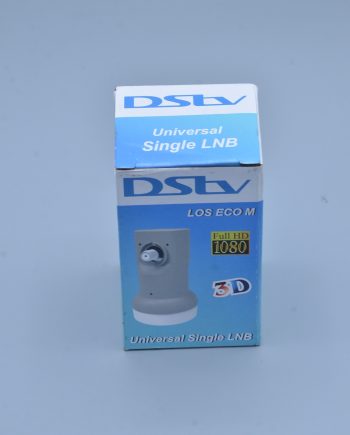 DStv
Universal
Single LNB
DStv
LOS ECO M
Full HD
1080
3D
Universal Single LNB